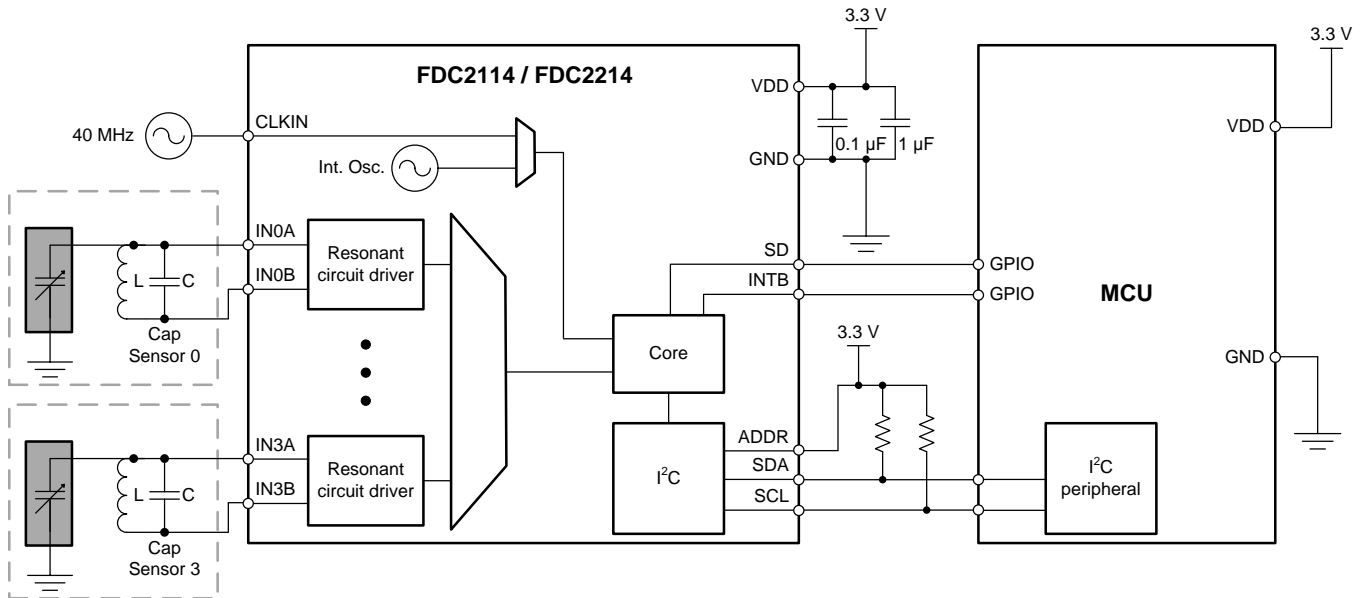 3.3 V
3.3 V
FDC2114 / FDC2214
VDD
40 MHz
CLKIN
VDD
0.1 µF
1 µF
GND
Int. Osc.
IN0A
Resonant
circuit driver
IN0B
L
C
Cap
Sensor 0
SD
GPIO
INTB
GPIO
MCU
3.3 V
Core
GND
IN3A
Resonant
circuit driver
IN3B
L
C
Cap
Sensor 3
ADDR
SDA
SCL
I²C
I²C
peripheral